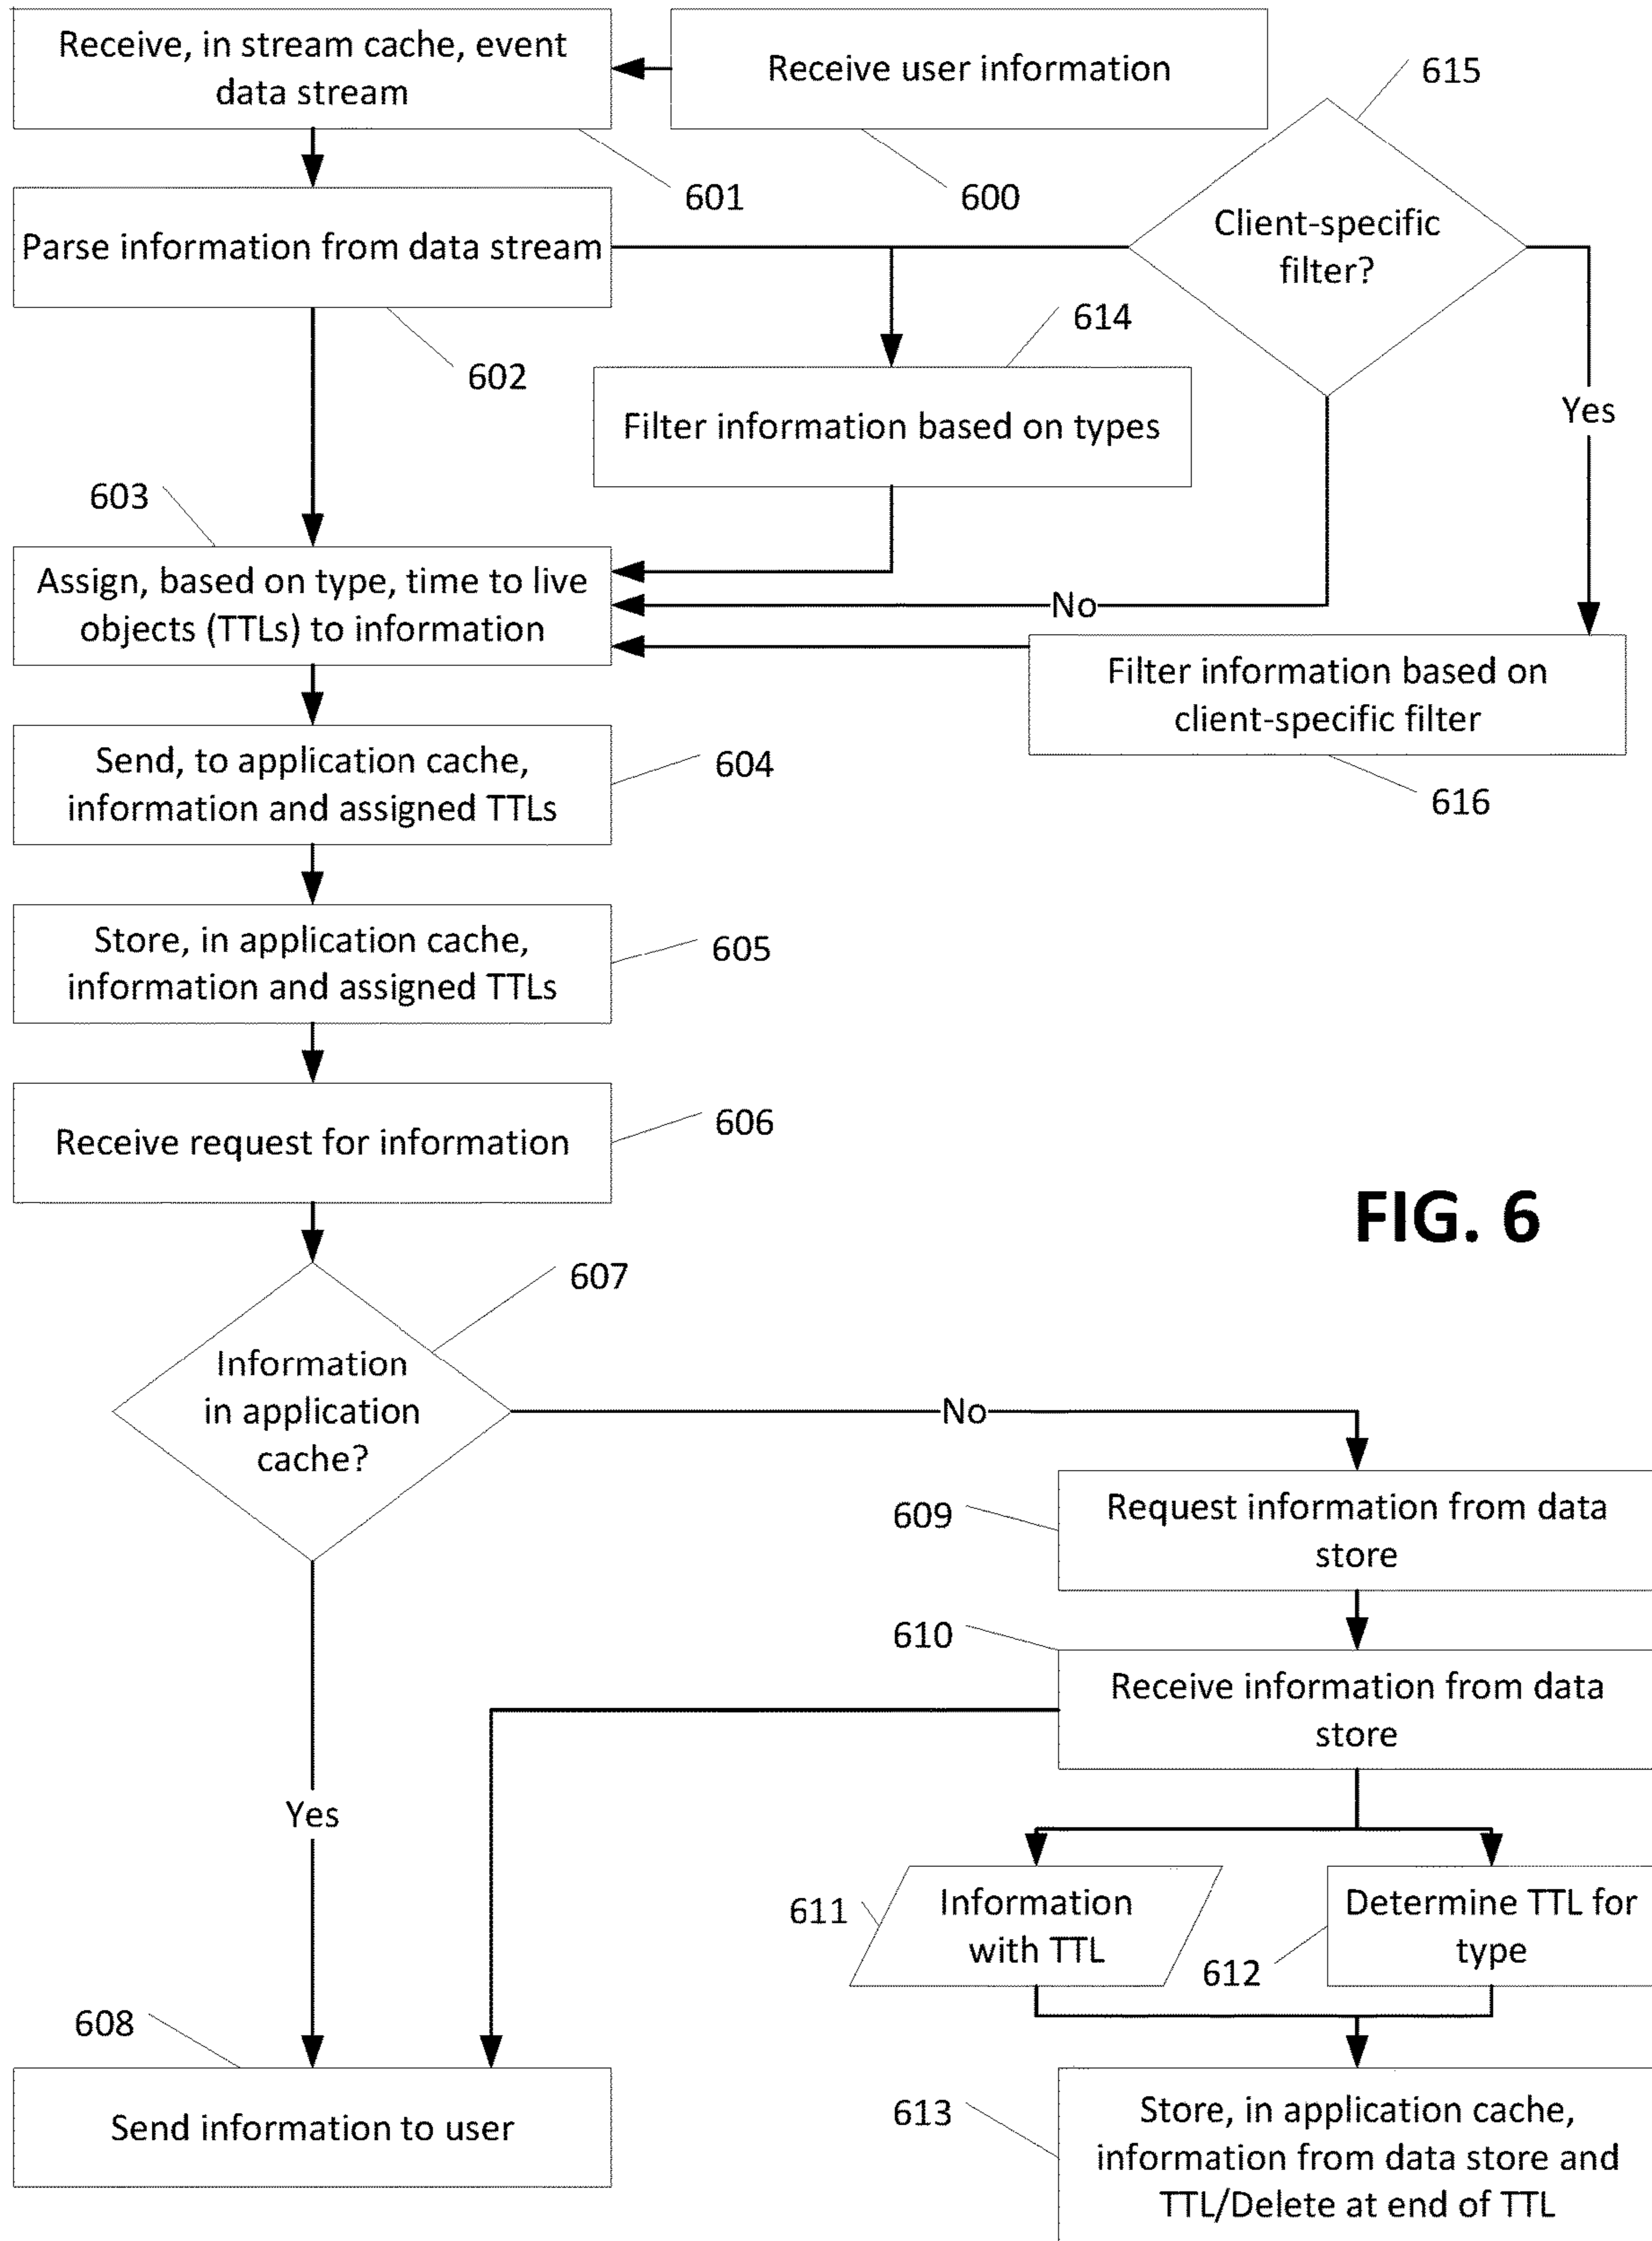 Receive, in stream cache, event
data stream
Receive user information
615
601
600
Client-specific
filter?
Parse information from data stream
614
602
Yes
Filter information based on types
603
Assign, based on type, time to live
objects (TTLs) to information
No
Filter information based on
client-specific filter
616
Send, to application cache,
information and assigned TTLs
604
Store, in application cache,
information and assigned TTLs
605
Receive request for information
606
FIG. 6
607
Information
in application
cache?
No
609
Request information from data
store
610
Receive information from data
store
Yes
611
Information
with TTL
612
Determine TTL for
type
608
Send information to user
613
Store, in application cache,
information from data store and
TTL/Delete at end of TTL